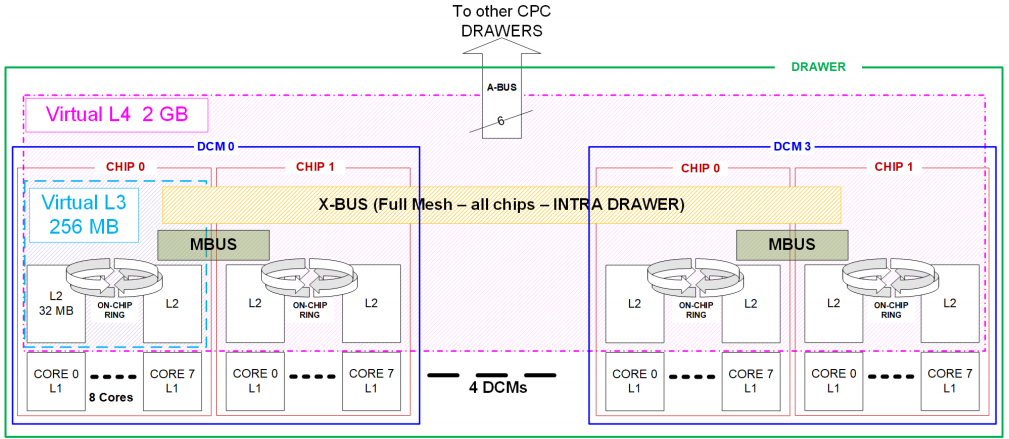 To other CPC
DRAWERS
DRAWER
A-BUS
6
Virtual L4 2 GB
DCM 0
DCM 3
CHIP 0
CHIP 1
CHIP 0
CHIP 1
Virtual L3
256 MB
X-BUS (Full Mesh – all chips – INTRA DRAWER)
MBUS
MBUS
L2
32 MB
ON-CHIP
RING
L2
L2
ON-CHIP
RING
L2
L2
ON-CHIP
RING
L2
L2
ON-CHIP
RING
L2
CORE 0
L1
8 Cores
CORE 7
L1
CORE 0
L1
CORE 7
L1
4 DCMs
CORE 0
L1
CORE 7
L1
CORE 0
L1
CORE 7
L1